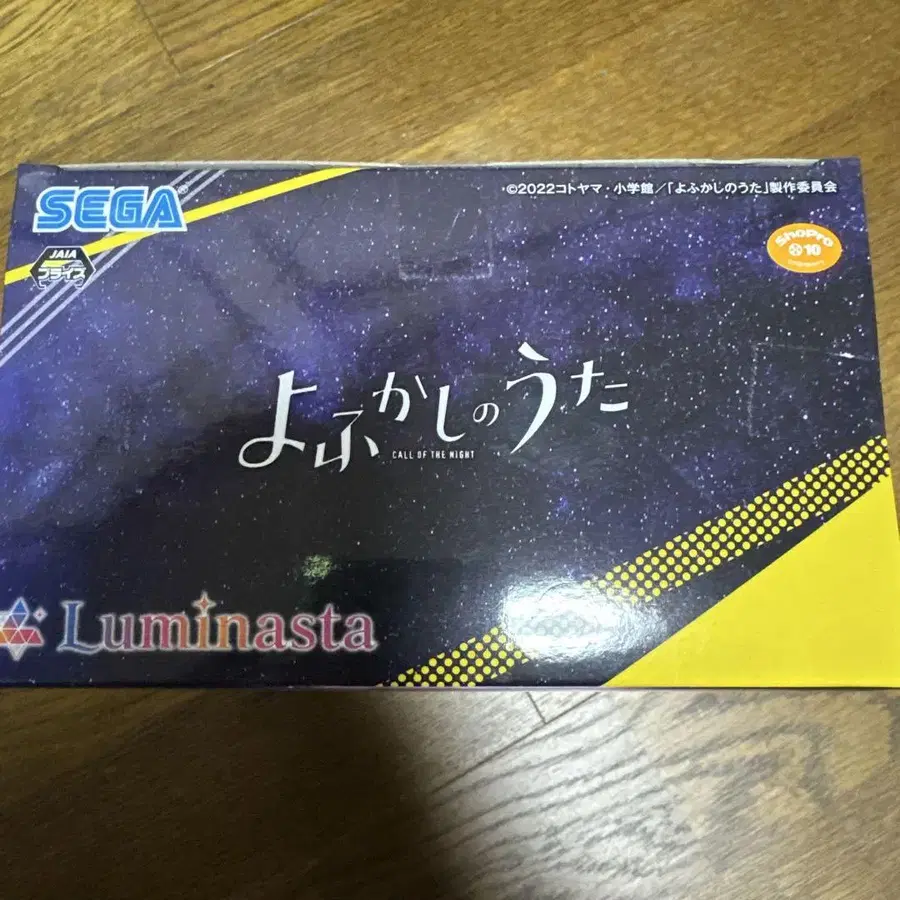 SEGA®
©2022コトヤマ・小学館／「よふかしのうた」製作委員会
JAIA
プライズ
ShoPro
10
よふかしのうた
CALL OF THE NIGHT
Luminasta